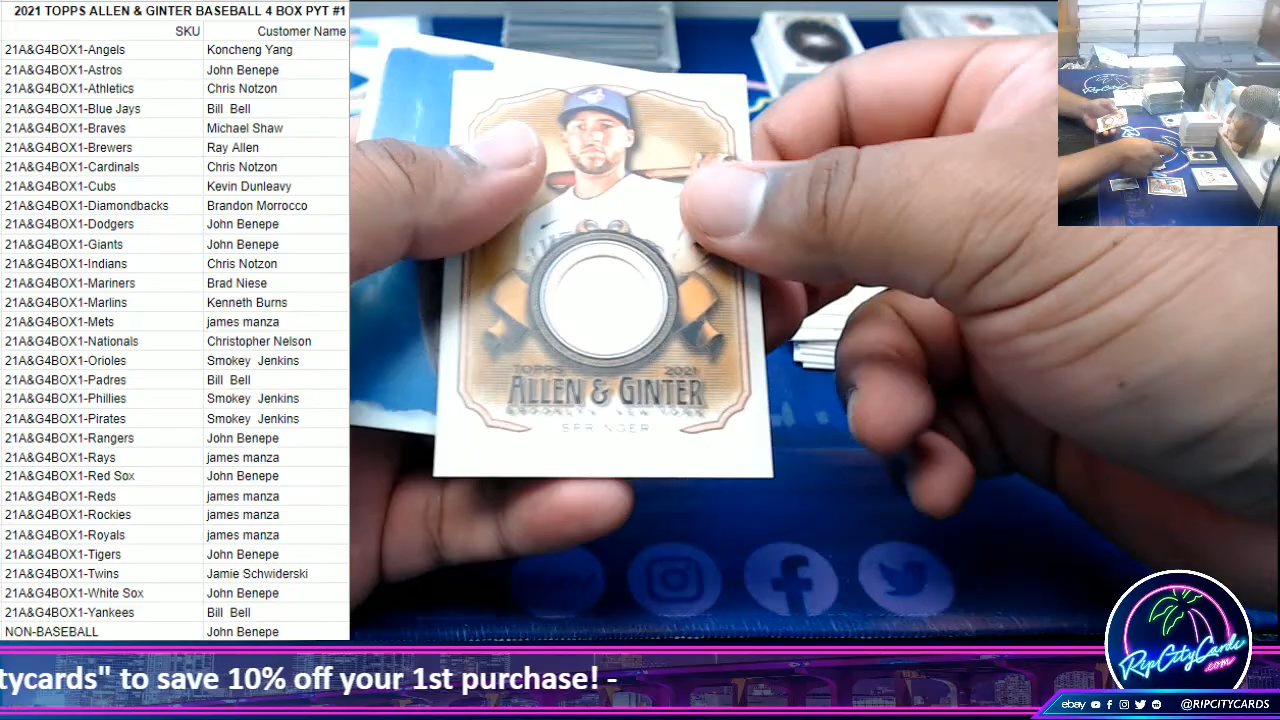 2021 TOPPS ALLEN & GINTER BASEBALL 4 BOX PYT #1
SKU Customer Name
21A&G4BOX1-Angels Koncheng Yang
21A&G4BOX1-Astros John Benepe
21A&G4BOX1-Athletics Chris Notzon
21A&G4BOX1-Blue Jays Bill Bell
21A&G4BOX1-Braves Michael Shaw
21A&G4BOX1-Brewers Ray Allen
21A&G4BOX1-Cardinals Chris Notzon
21A&G4BOX1-Cubs Kevin Dunleavy
21A&G4BOX1-Diamondbacks Brandon Morrocco
21A&G4BOX1-Dodgers John Benepe
21A&G4BOX1-Giants John Benepe
21A&G4BOX1-Indians Chris Notzon
21A&G4BOX1-Mariners Brad Niese
21A&G4BOX1-Marlins Kenneth Burns
21A&G4BOX1-Mets james manza
21A&G4BOX1-Nationals Christopher Nelson
21A&G4BOX1-Orioles Smokey Jenkins
21A&G4BOX1-Padres Bill Bell
21A&G4BOX1-Phillies Smokey Jenkins
21A&G4BOX1-Pirates Smokey Jenkins
21A&G4BOX1-Rangers John Benepe
21A&G4BOX1-Rays james manza
21A&G4BOX1-Red Sox John Benepe
21A&G4BOX1-Reds james manza
21A&G4BOX1-Rockies james manza
21A&G4BOX1-Royals james manza
21A&G4BOX1-Tigers John Benepe
21A&G4BOX1-Twins Jamie Schwiderski
21A&G4BOX1-White Sox John Benepe
21A&G4BOX1-Yankees Bill Bell
NON-BASEBALL John Benepe
TOPPS 2021
ALLEN & GINTER
BROOKLYN NEW YORK
SPRINGER
tycards" to save 10% off your 1st purchase! -
RipCityCards
.com
ebay @RIPCITYCARDS